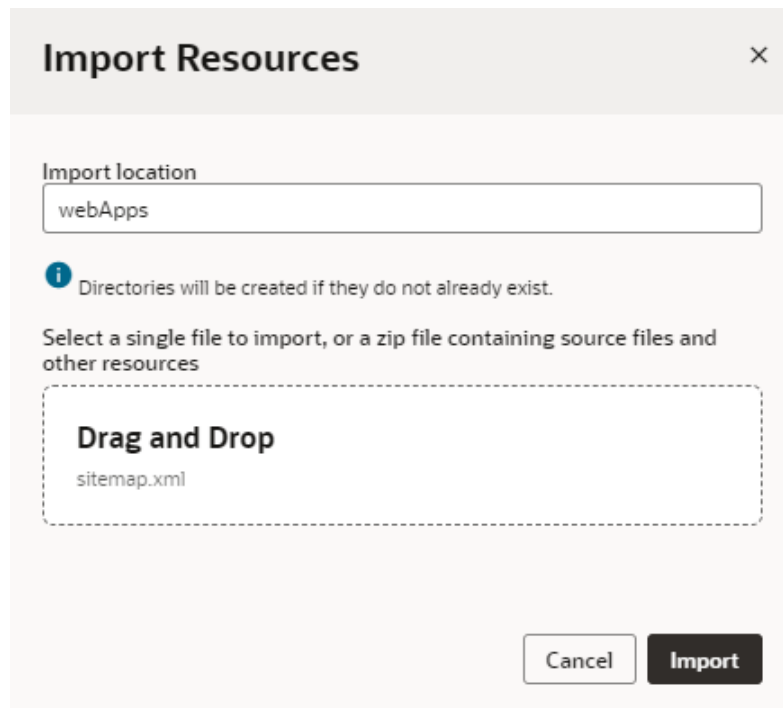 Import Resources
Import location
webApps
Directories will be created if they do not already exist.
Select a single file to import, or a zip file containing source files and
other resources
Drag and Drop
sitemap.xml
Cancel Import